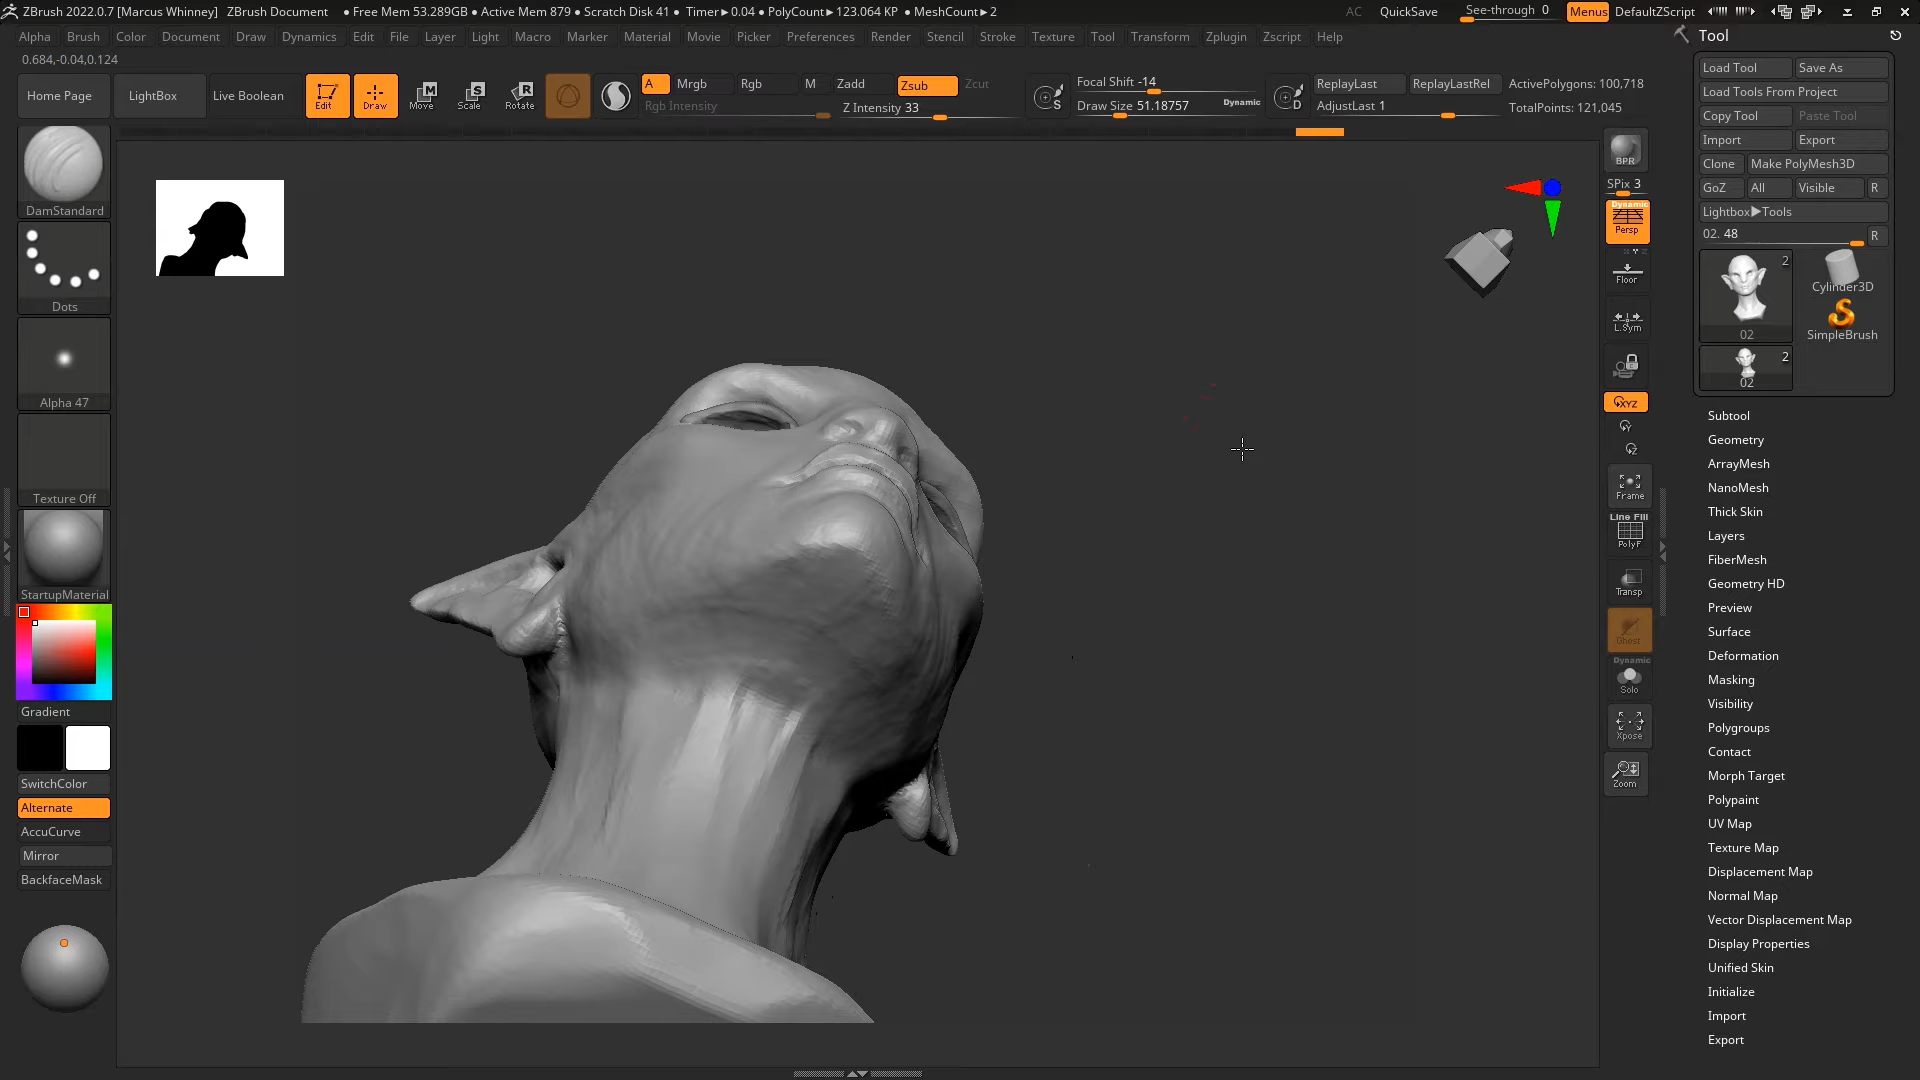 ZBrush 2022.0.7 [Marcus Whinney] ZBrush Document ● Free Mem 53.289GB ● Active Mem 879 ● Scratch Disk 41 ● Timer▶0.04 ● PolyCount▶123.064 KP ● MeshCount▶2 AC QuickSave See-through 0 Menus DefaultZScript
Alpha Brush Color Document Draw Dynamics Edit File Layer Light Macro Marker Material Movie Picker Preferences Render Stencil Stroke Texture Tool Transform Zplugin Zscript Help
0.684,-0.04,0.124
Home Page LightBox Live Boolean Edit Draw Move Scale Rotate
A Mrgb Rgb M Zadd Zsub Zcut
Rgb Intensity Z Intensity 33
Focal Shift -14
Draw Size 51.18757 Dynamic
ReplayLast ReplayLastRel
AdjustLast 1
ActivePolygons: 100,718
TotalPoints: 121,045
DamStandard
Dots
Alpha 47
Texture Off
StartupMaterial
Gradient
SwitchColor
Alternate
AccuCurve
Mirror
BackfaceMask
BPR
SPix 3
Dynamic
Persp
Floor
L.Sym
XYZ
Frame
Line Fill
PolyF
Transp
Ghost
Dynamic
Solo
Xpose
Zoom
Tool
Load Tool Save As
Load Tools From Project
Copy Tool Paste Tool
Import Export
Clone Make PolyMesh3D
GoZ All Visible R
Lightbox▶Tools
02. 48 R
2
Cylinder3D
02
SimpleBrush
2
02
Subtool
Geometry
ArrayMesh
NanoMesh
Thick Skin
Layers
FiberMesh
Geometry HD
Preview
Surface
Deformation
Masking
Visibility
Polygroups
Contact
Morph Target
Polypaint
UV Map
Texture Map
Displacement Map
Normal Map
Vector Displacement Map
Display Properties
Unified Skin
Initialize
Import
Export